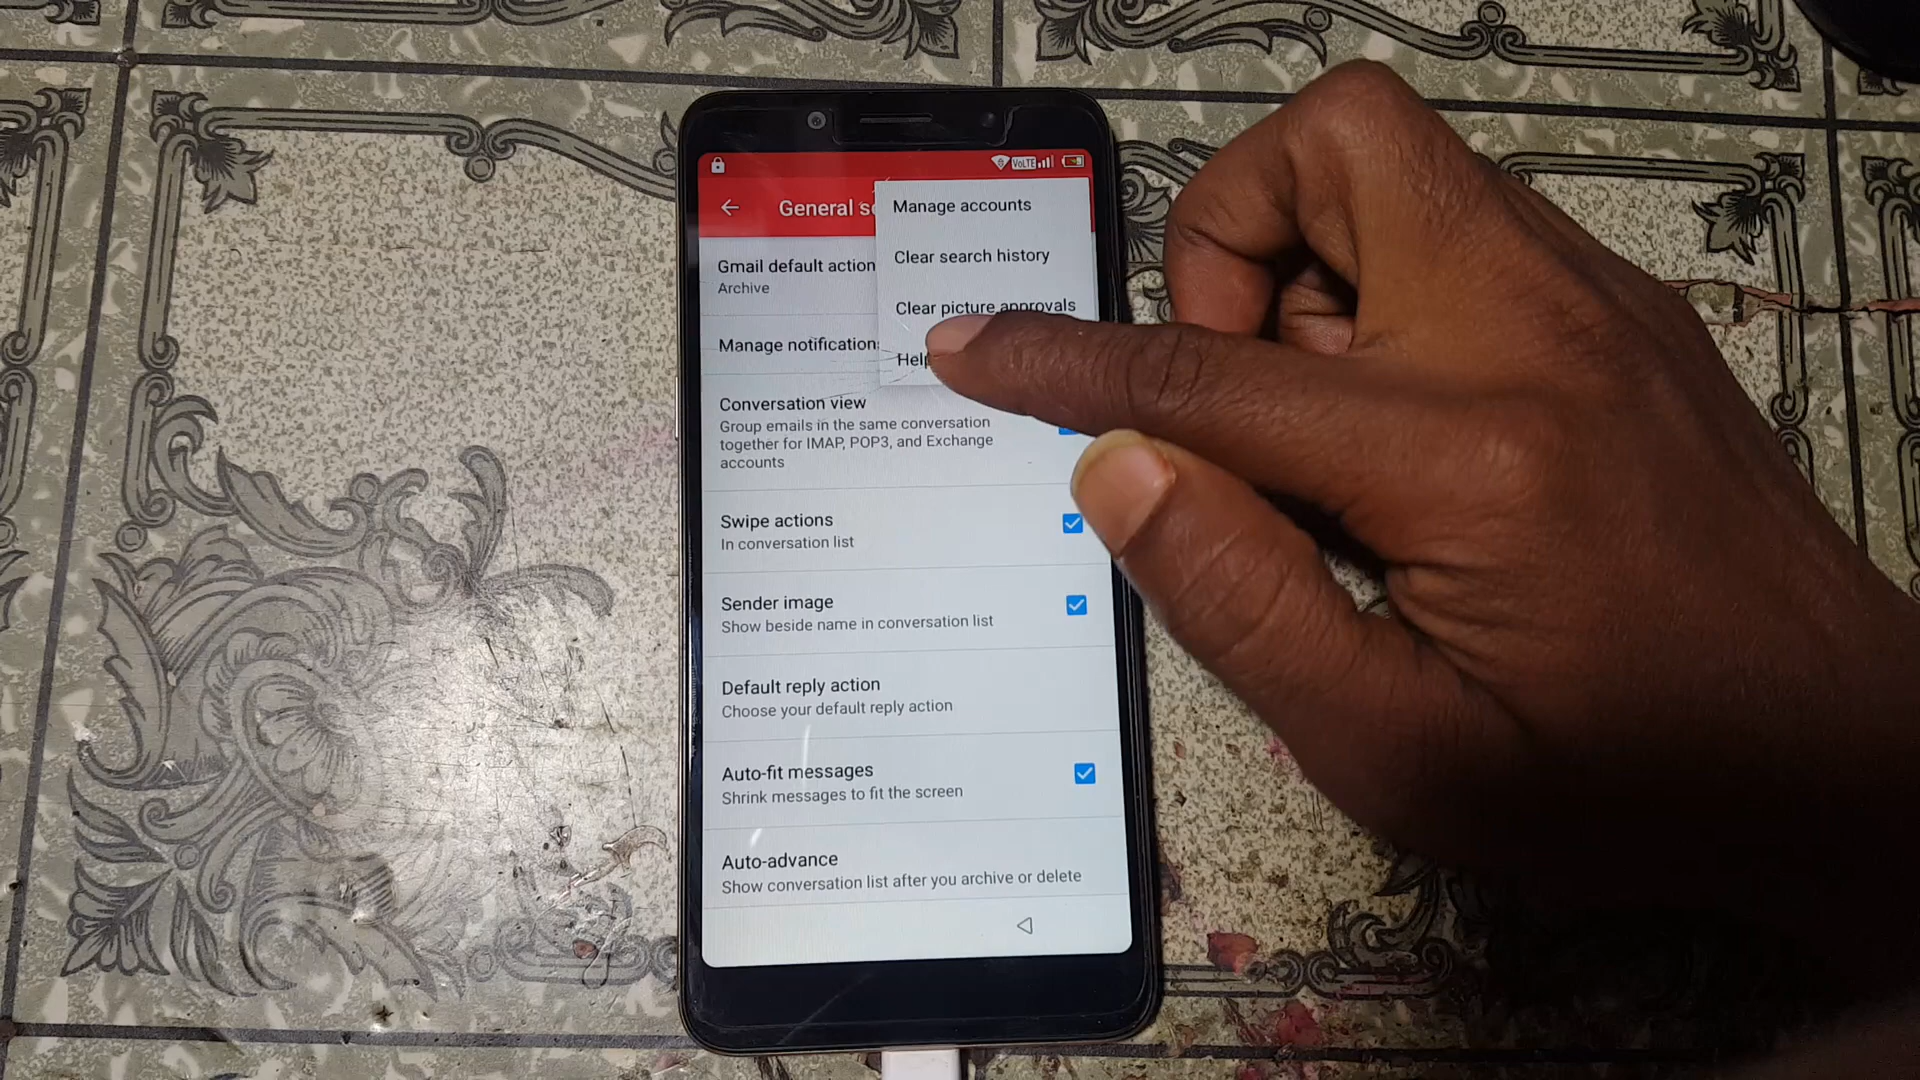 VoLTE
General se
Manage accounts
Clear search history
Clear picture approvals
Help
Gmail default action
Archive
Manage notification
Conversation view
Group emails in the same conversation
together for IMAP, POP3, and Exchange
accounts
Swipe actions
In conversation list
Sender image
Show beside name in conversation list
Default reply action
Choose your default reply action
Auto-fit messages
Shrink messages to fit the screen
Auto-advance
Show conversation list after you archive or delete